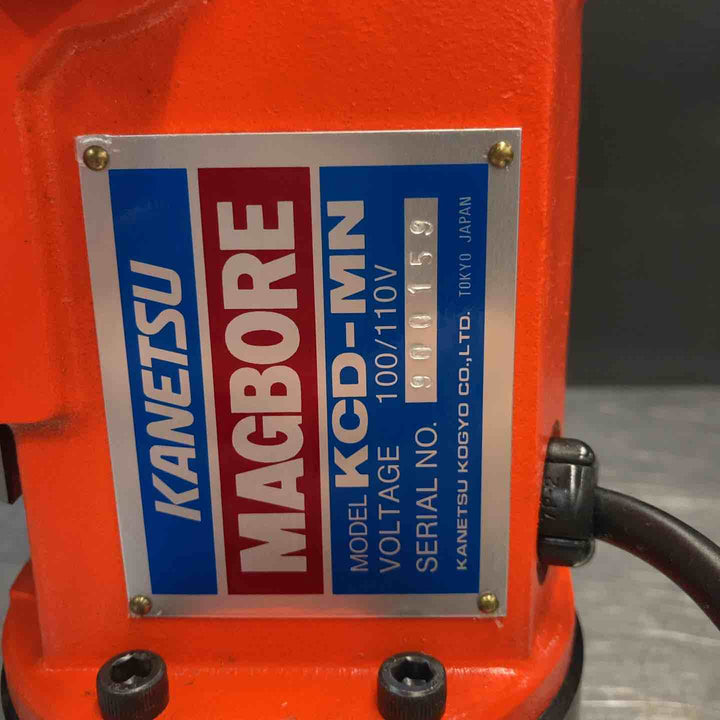 KANETSU
MAGBORE
MODEL KCD-MN
VOLTAGE 100/110V
SERIAL NO. 900159
KANETSU KOGYO CO.,LTD. TOKYO JAPAN